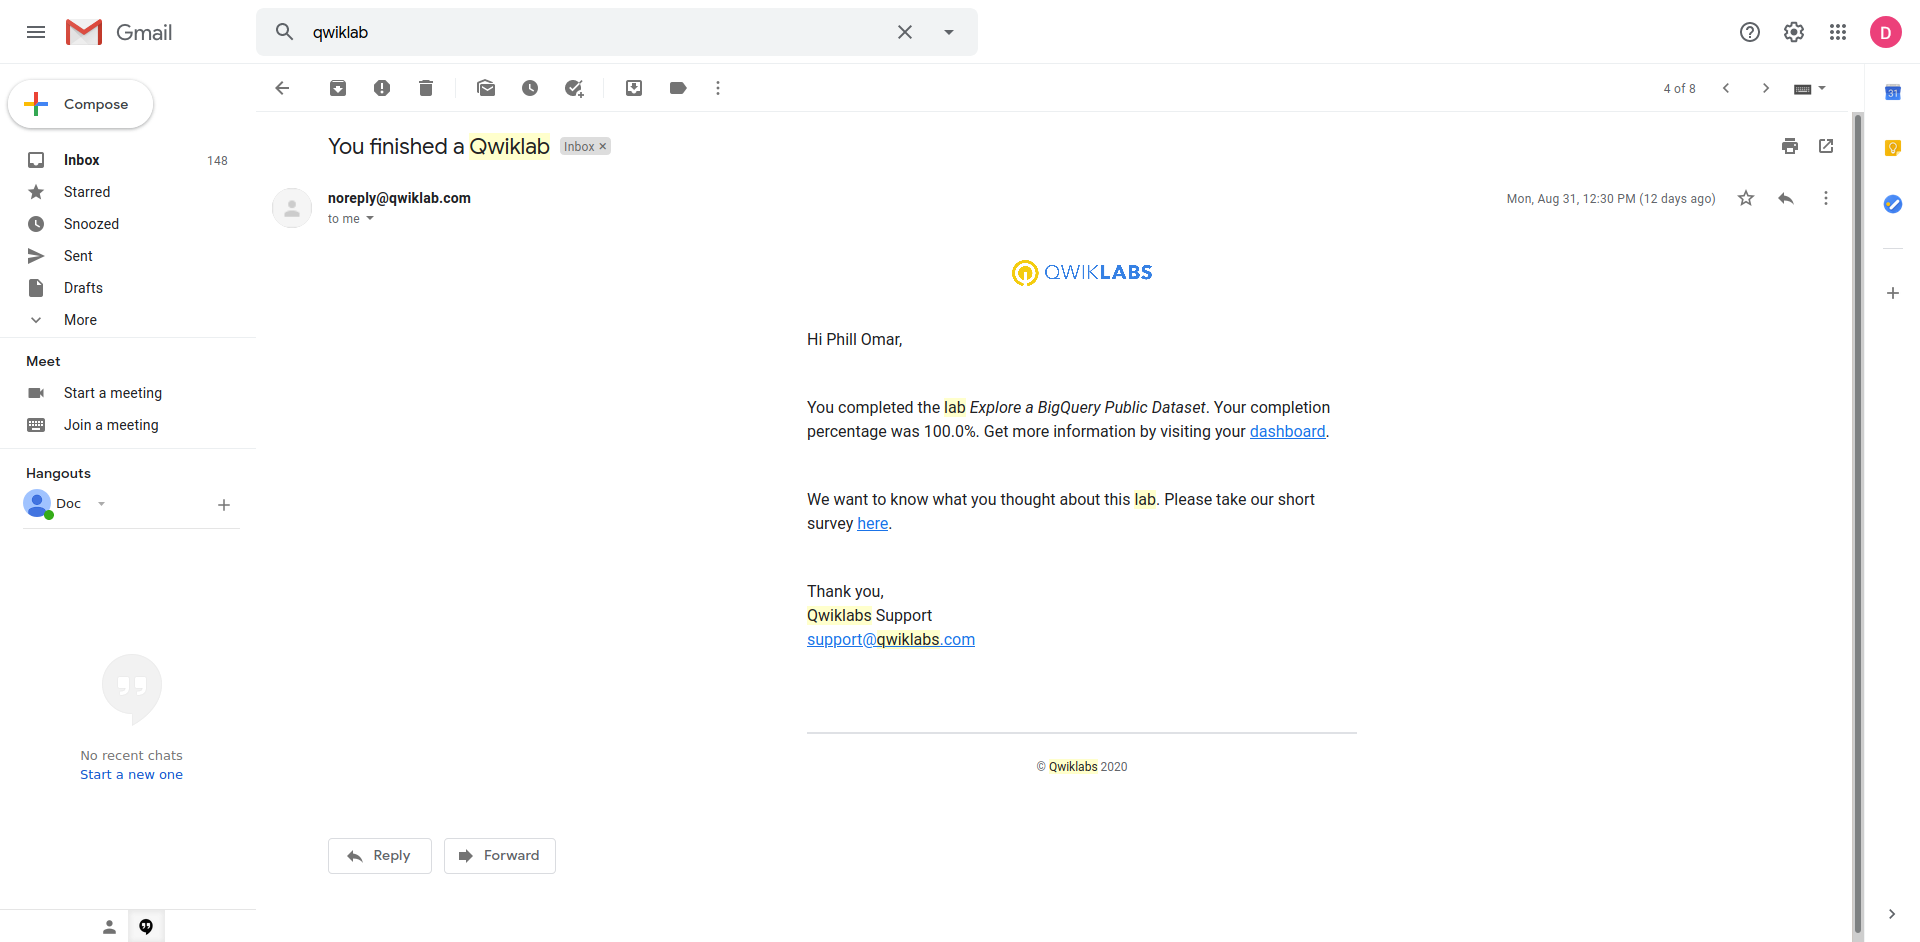 Gmail
qwiklab
Compose
4 of 8
31
Inbox 148
Starred
Snoozed
Sent
Drafts
More
Meet
Start a meeting
Join a meeting
Hangouts
Doc
No recent chats
Start a new one
D
You finished a Qwiklab Inbox ×
noreply@qwiklab.com
to me
Mon, Aug 31, 12:30 PM (12 days ago)
QWIKLABS
Hi Phill Omar,
You completed the lab Explore a BigQuery Public Dataset. Your completion
percentage was 100.0%. Get more information by visiting your dashboard.
We want to know what you thought about this lab. Please take our short
survey here.
Thank you,
Qwiklabs Support
support@qwiklabs.com
© Qwiklabs 2020
Reply
Forward